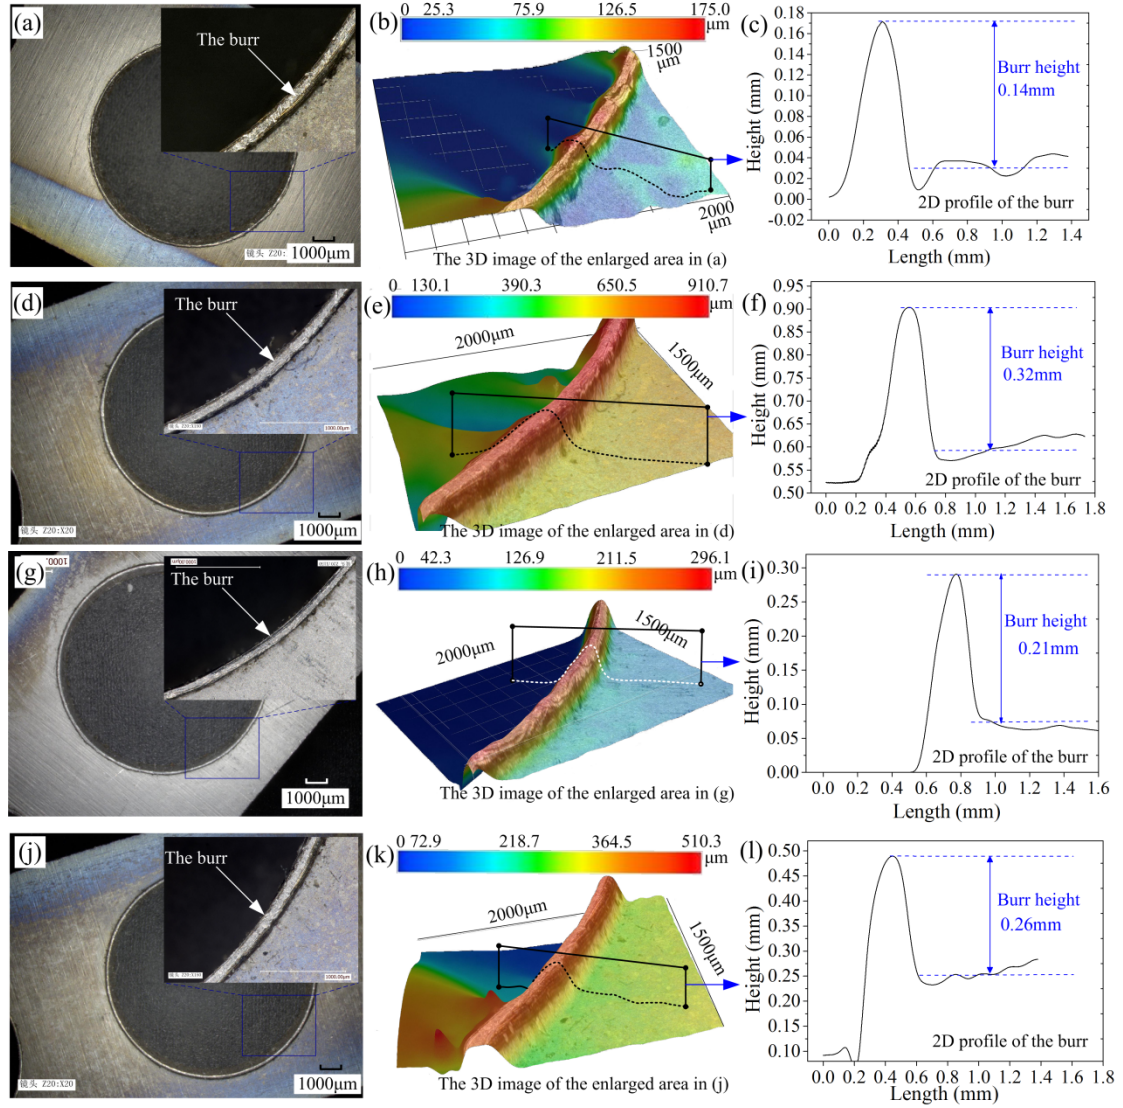 (a)
The burr
镜头 Z20:
1000μm
(b)
0 25.3 75.9 126.5 175.0
μm
1500
μm
2000
μm
The 3D image of the enlarged area in (a)
(c)
Height (mm)
0.18
0.16
0.14
0.12
0.10
0.08
0.06
0.04
0.02
0.00
-0.02
Burr height
0.14mm
2D profile of the burr
0.0 0.2 0.4 0.6 0.8 1.0 1.2 1.4
Length (mm)
(d)
The burr
镜头 Z20:X100
1000.00μm
镜头 Z20:X20
1000μm
(e)
0. 130.1 390.3 650.5 910.7
μm
2000μm
1500μm
The 3D image of the enlarged area in (d)
(f)
Height (mm)
0.95
0.90
0.85
0.80
0.75
0.70
0.65
0.60
0.55
0.50
Burr height
0.32mm
2D profile of the burr
0.0 0.2 0.4 0.6 0.8 1.0 1.2 1.4 1.6 1.8
Length (mm)
(g)
1000.
The burr
1000μm
(h)
0 42.3 126.9 211.5 296.1
μm
2000μm
1500μm
The 3D image of the enlarged area in (g)
(i)
Height (mm)
0.30
0.25
0.20
0.15
0.10
0.05
0.00
Burr height
0.21mm
2D profile of the burr
0.0 0.2 0.4 0.6 0.8 1.0 1.2 1.4 1.6
Length (mm)
(j)
The burr
镜头 Z20:X100
1000.00μm
镜头 Z20:X20
1000μm
(k)
0 72.9 218.7 364.5 510.3
μm
2000μm
1500μm
The 3D image of the enlarged area in (j)
(l)
Height (mm)
0.50
0.45
0.40
0.35
0.30
0.25
0.20
0.15
0.10
Burr height
0.26mm
2D profile of the burr
0.0 0.2 0.4 0.6 0.8 1.0 1.2 1.4 1.6
Length (mm)